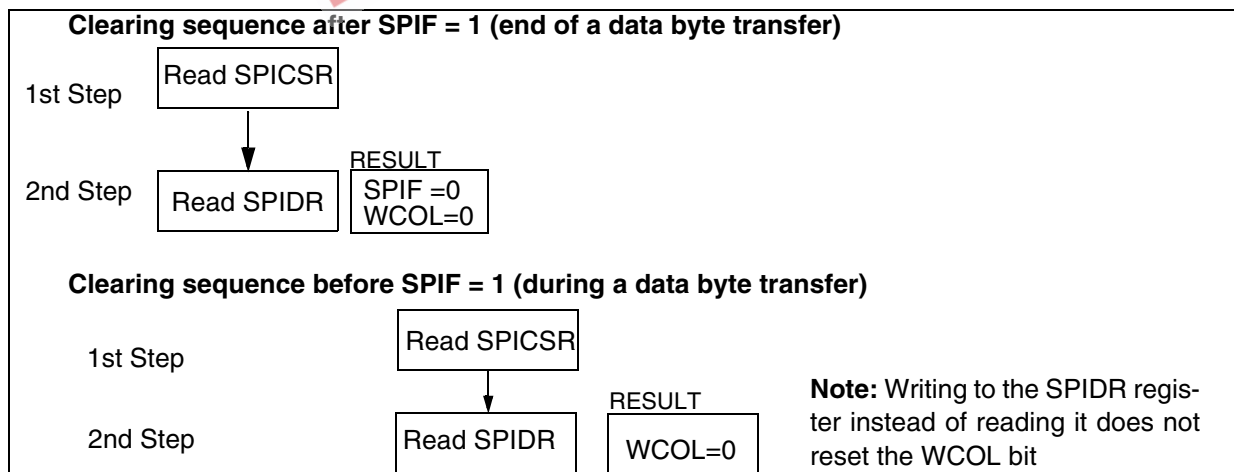 Clearing sequence after SPIF = 1 (end of a data byte transfer)
1st Step
Read SPICSR
2nd Step
Read SPIDR
RESULT
SPIF =0
WCOL=0
Clearing sequence before SPIF = 1 (during a data byte transfer)
1st Step
Read SPICSR
2nd Step
Read SPIDR
RESULT
WCOL=0
Note: Writing to the SPIDR regis-
ter instead of reading it does not
reset the WCOL bit